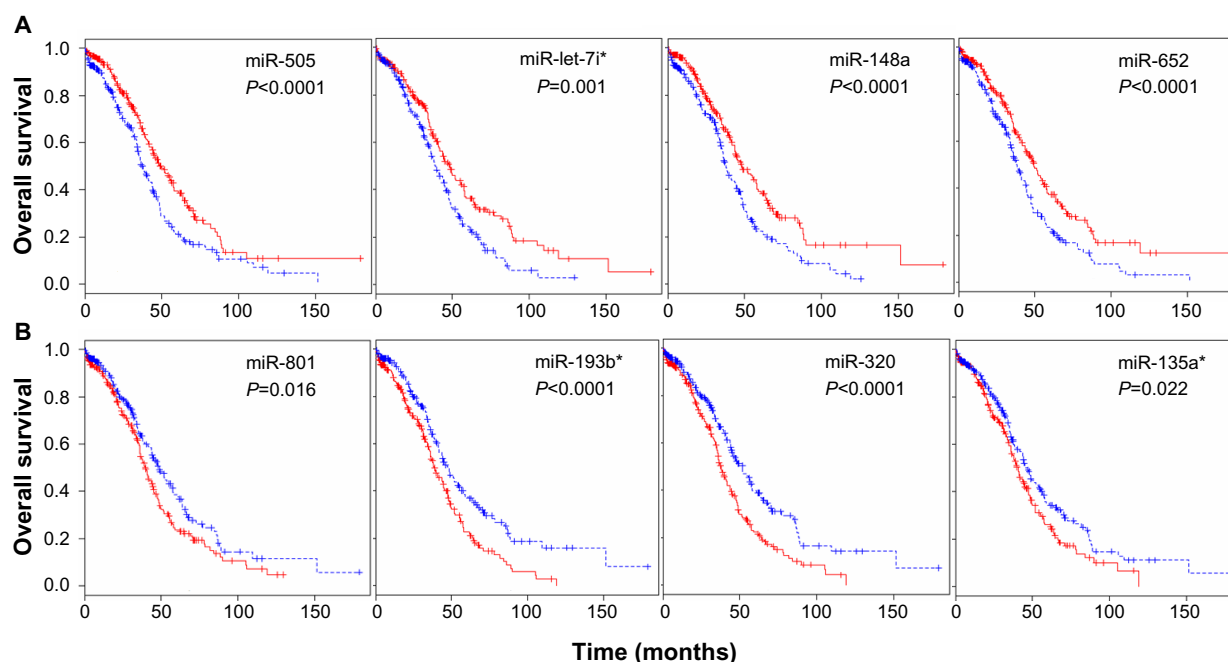 A
miR-505
P<0.0001
miR-let-7i*
P=0.001
miR-148a
P<0.0001
miR-652
P<0.0001
Overall survival
1.0
0.8
0.6
0.4
0.2
0.0
0 50 100 150 0 50 100 150 0 50 100 150 0 50 100 150
B
miR-801
P=0.016
miR-193b*
P<0.0001
miR-320
P<0.0001
miR-135a*
P=0.022
Overall survival
1.0
0.8
0.6
0.4
0.2
0.0
0 50 100 150 0 50 100 150 0 50 100 150 0 50 100 150
Time (months)